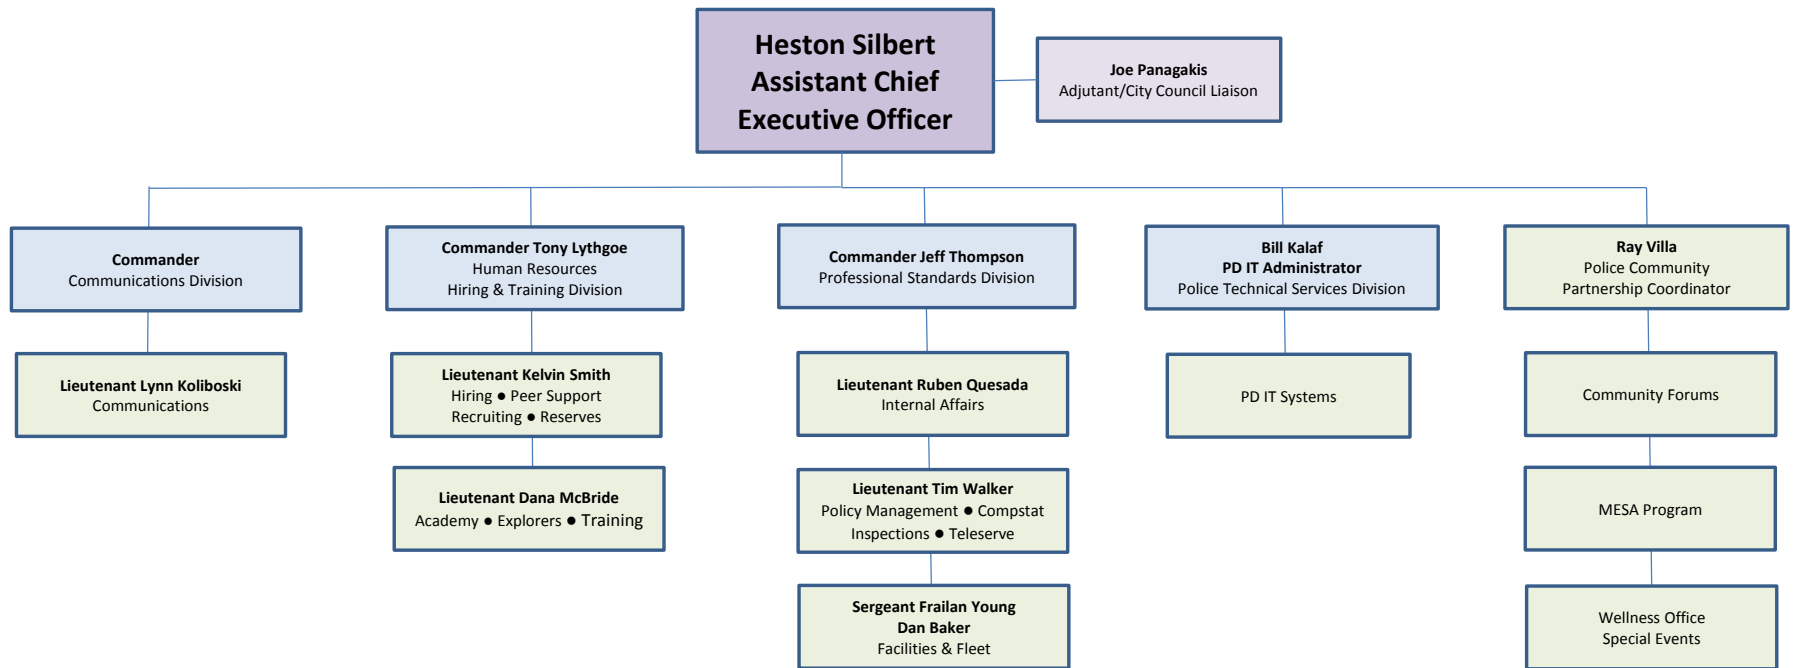 Heston Silbert
Assistant Chief
Executive Officer
Joe Panagakis
Adjutant/City Council Liaison
Commander
Communications Division
Lieutenant Lynn Koliboski
Communications
Commander Tony Lythgoe
Human Resources
Hiring & Training Division
Lieutenant Kelvin Smith
Hiring ● Peer Support
Recruiting ● Reserves
Lieutenant Dana McBride
Academy ● Explorers ● Training
Commander Jeff Thompson
Professional Standards Division
Lieutenant Ruben Quesada
Internal Affairs
Lieutenant Tim Walker
Policy Management ● Compstat
Inspections ● Teleserve
Sergeant Frailan Young
Dan Baker
Facilities & Fleet
Bill Kalaf
PD IT Administrator
Police Technical Services Division
PD IT Systems
Ray Villa
Police Community
Partnership Coordinator
Community Forums
MESA Program
Wellness Office
Special Events